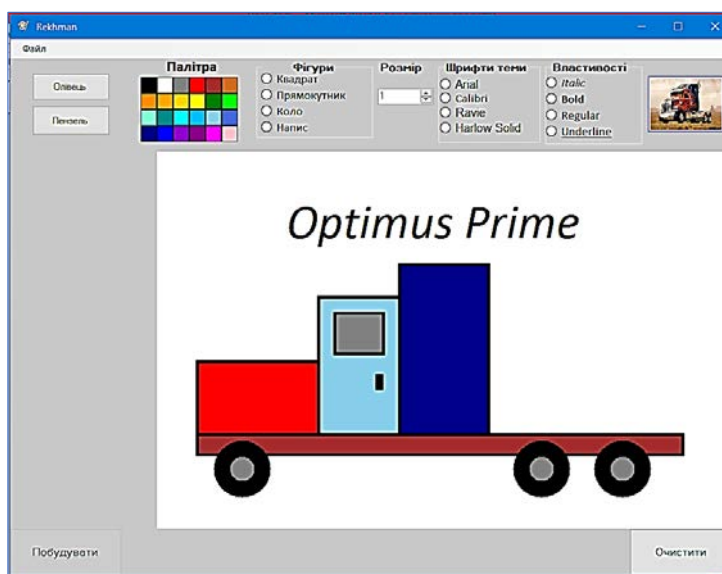 Rekhman
Файл
Олівець
Пензель
Палітра
Фігури
Квадрат
Прямокутник
Коло
Напис
Розмір
1
Шрифти теми
Arial
Calibri
Ravie
Harlow Solid
Властивості
Italic
Bold
Regular
Underline
Optimus Prime
Побудувати
Очистити